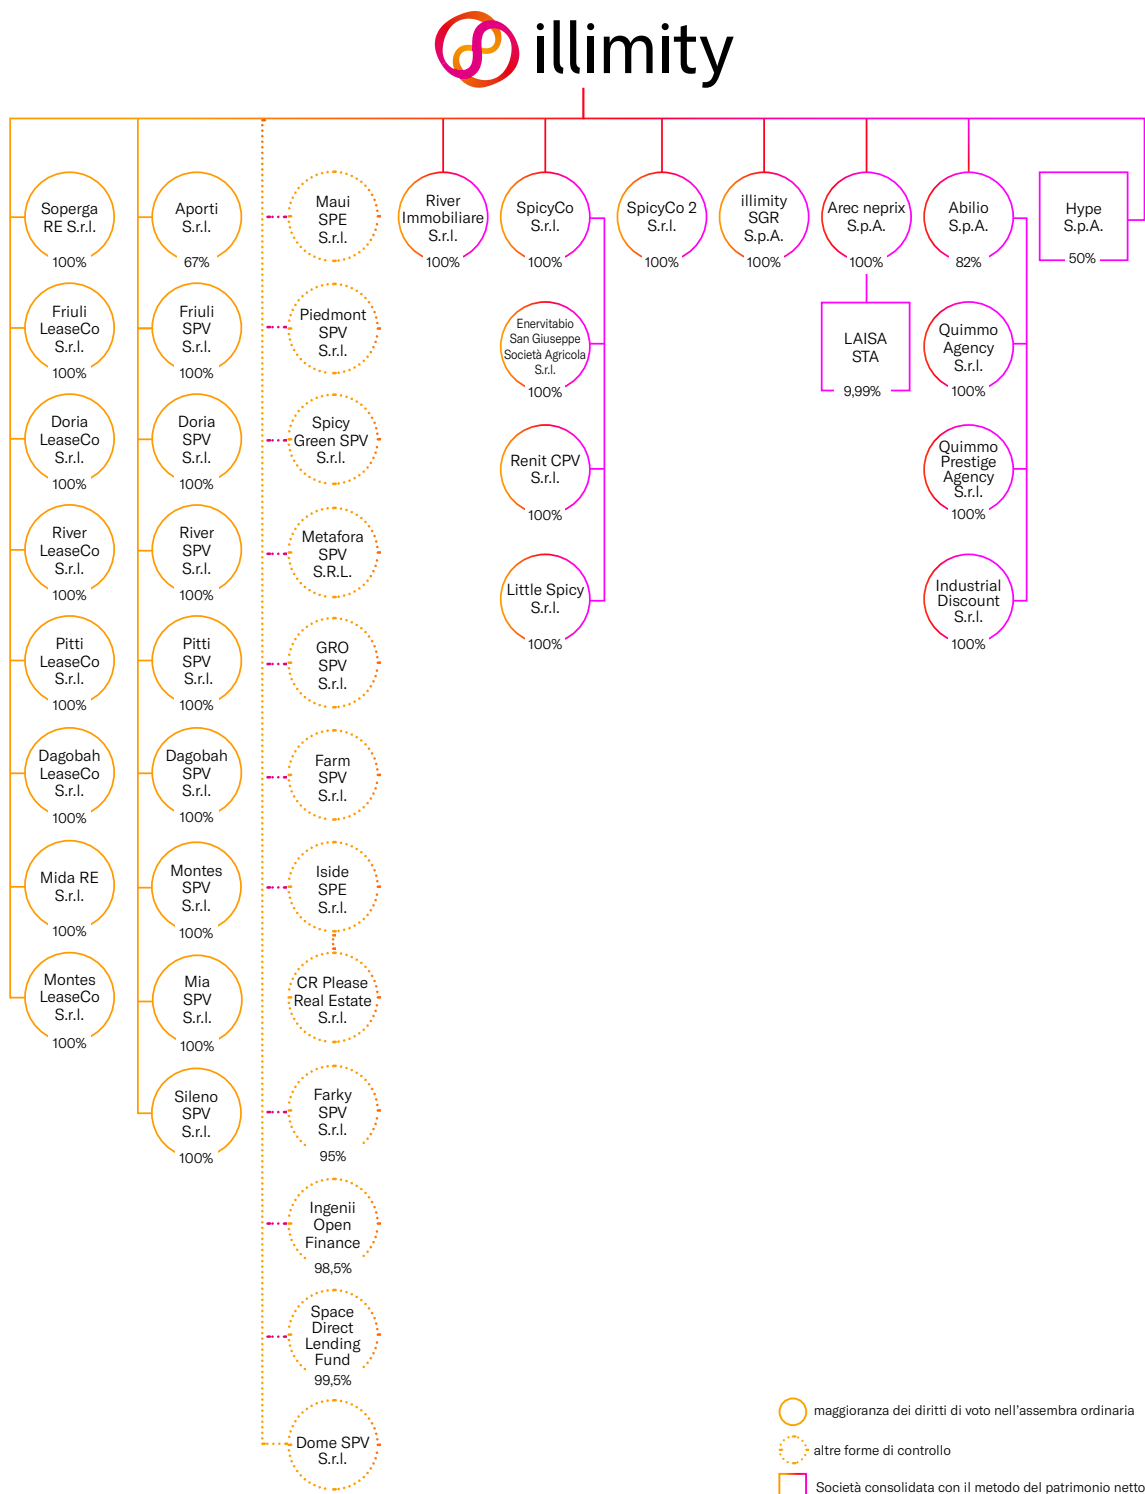 illimity
Soperga
RE S.r.l.
100%
Friuli
LeaseCo
S.r.l.
100%
Doria
LeaseCo
S.r.l.
100%
River
LeaseCo
S.r.l.
100%
Pitti
LeaseCo
S.r.l.
100%
Dagobah
LeaseCo
S.r.l.
100%
Mida RE
S.r.l.
100%
Montes
LeaseCo
S.r.l.
100%
Aporti
S.r.l.
67%
Friuli
SPV
S.r.l.
100%
Doria
SPV
S.r.l.
100%
River
SPV
S.r.l.
100%
Pitti
SPV
S.r.l.
100%
Dagobah
SPV
S.r.l.
100%
Montes
SPV
S.r.l.
100%
Mia
SPV
S.r.l.
100%
Sileno
SPV
S.r.l.
100%
Maui
SPE
S.r.l.
Piedmont
SPV
S.r.l.
Spicy
Green SPV
S.r.l.
Metafora
SPV
S.R.L.
GRO
SPV
S.r.l.
Farm
SPV
S.r.l.
Iside
SPE
S.r.l.
CR Please
Real Estate
S.r.l.
Farky
SPV
S.r.l.
95%
Ingenii
Open
Finance
98,5%
Space
Direct
Lending
Fund
99,5%
Dome SPV
S.r.l.
River
Immobiliare
S.r.l.
100%
SpicyCo
S.r.l.
100%
Enervitabio
San Giuseppe
Società Agricola
S.r.l.
100%
Renit CPV
S.r.l.
100%
Little Spicy
S.r.l.
100%
SpicyCo 2
S.r.l.
100%
illimity
SGR
S.p.A.
100%
Arec neprix
S.p.A.
100%
LAISA
STA
9,99%
Abilio
S.p.A.
82%
Quimmo
Agency
S.r.l.
100%
Quimmo
Prestige
Agency
S.r.l.
100%
Industrial
Discount
S.r.l.
100%
Hype
S.p.A.
50%
maggioranza dei diritti di voto nell'assembra ordinaria
altre forme di controllo
Società consolidata con il metodo del patrimonio netto